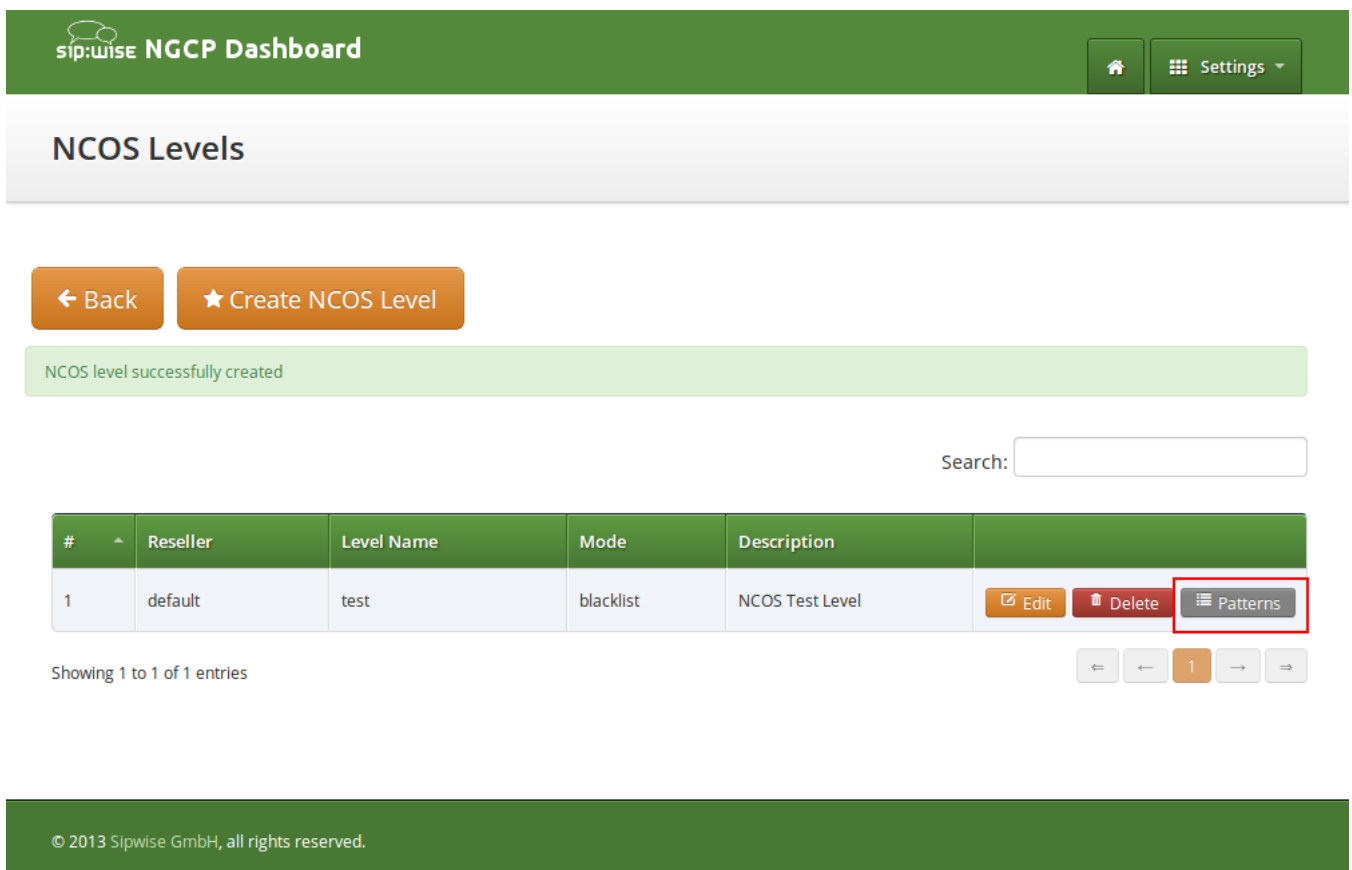 sip:wise NGCP Dashboard
Settings
NCOS Levels
Back
Create NCOS Level
NCOS level successfully created
Search:
# Reseller Level Name Mode Description
1 default test blacklist NCOS Test Level Edit Delete Patterns
Showing 1 to 1 of 1 entries
⇐ ← 1 → ⇒
© 2013 Sipwise GmbH, all rights reserved.